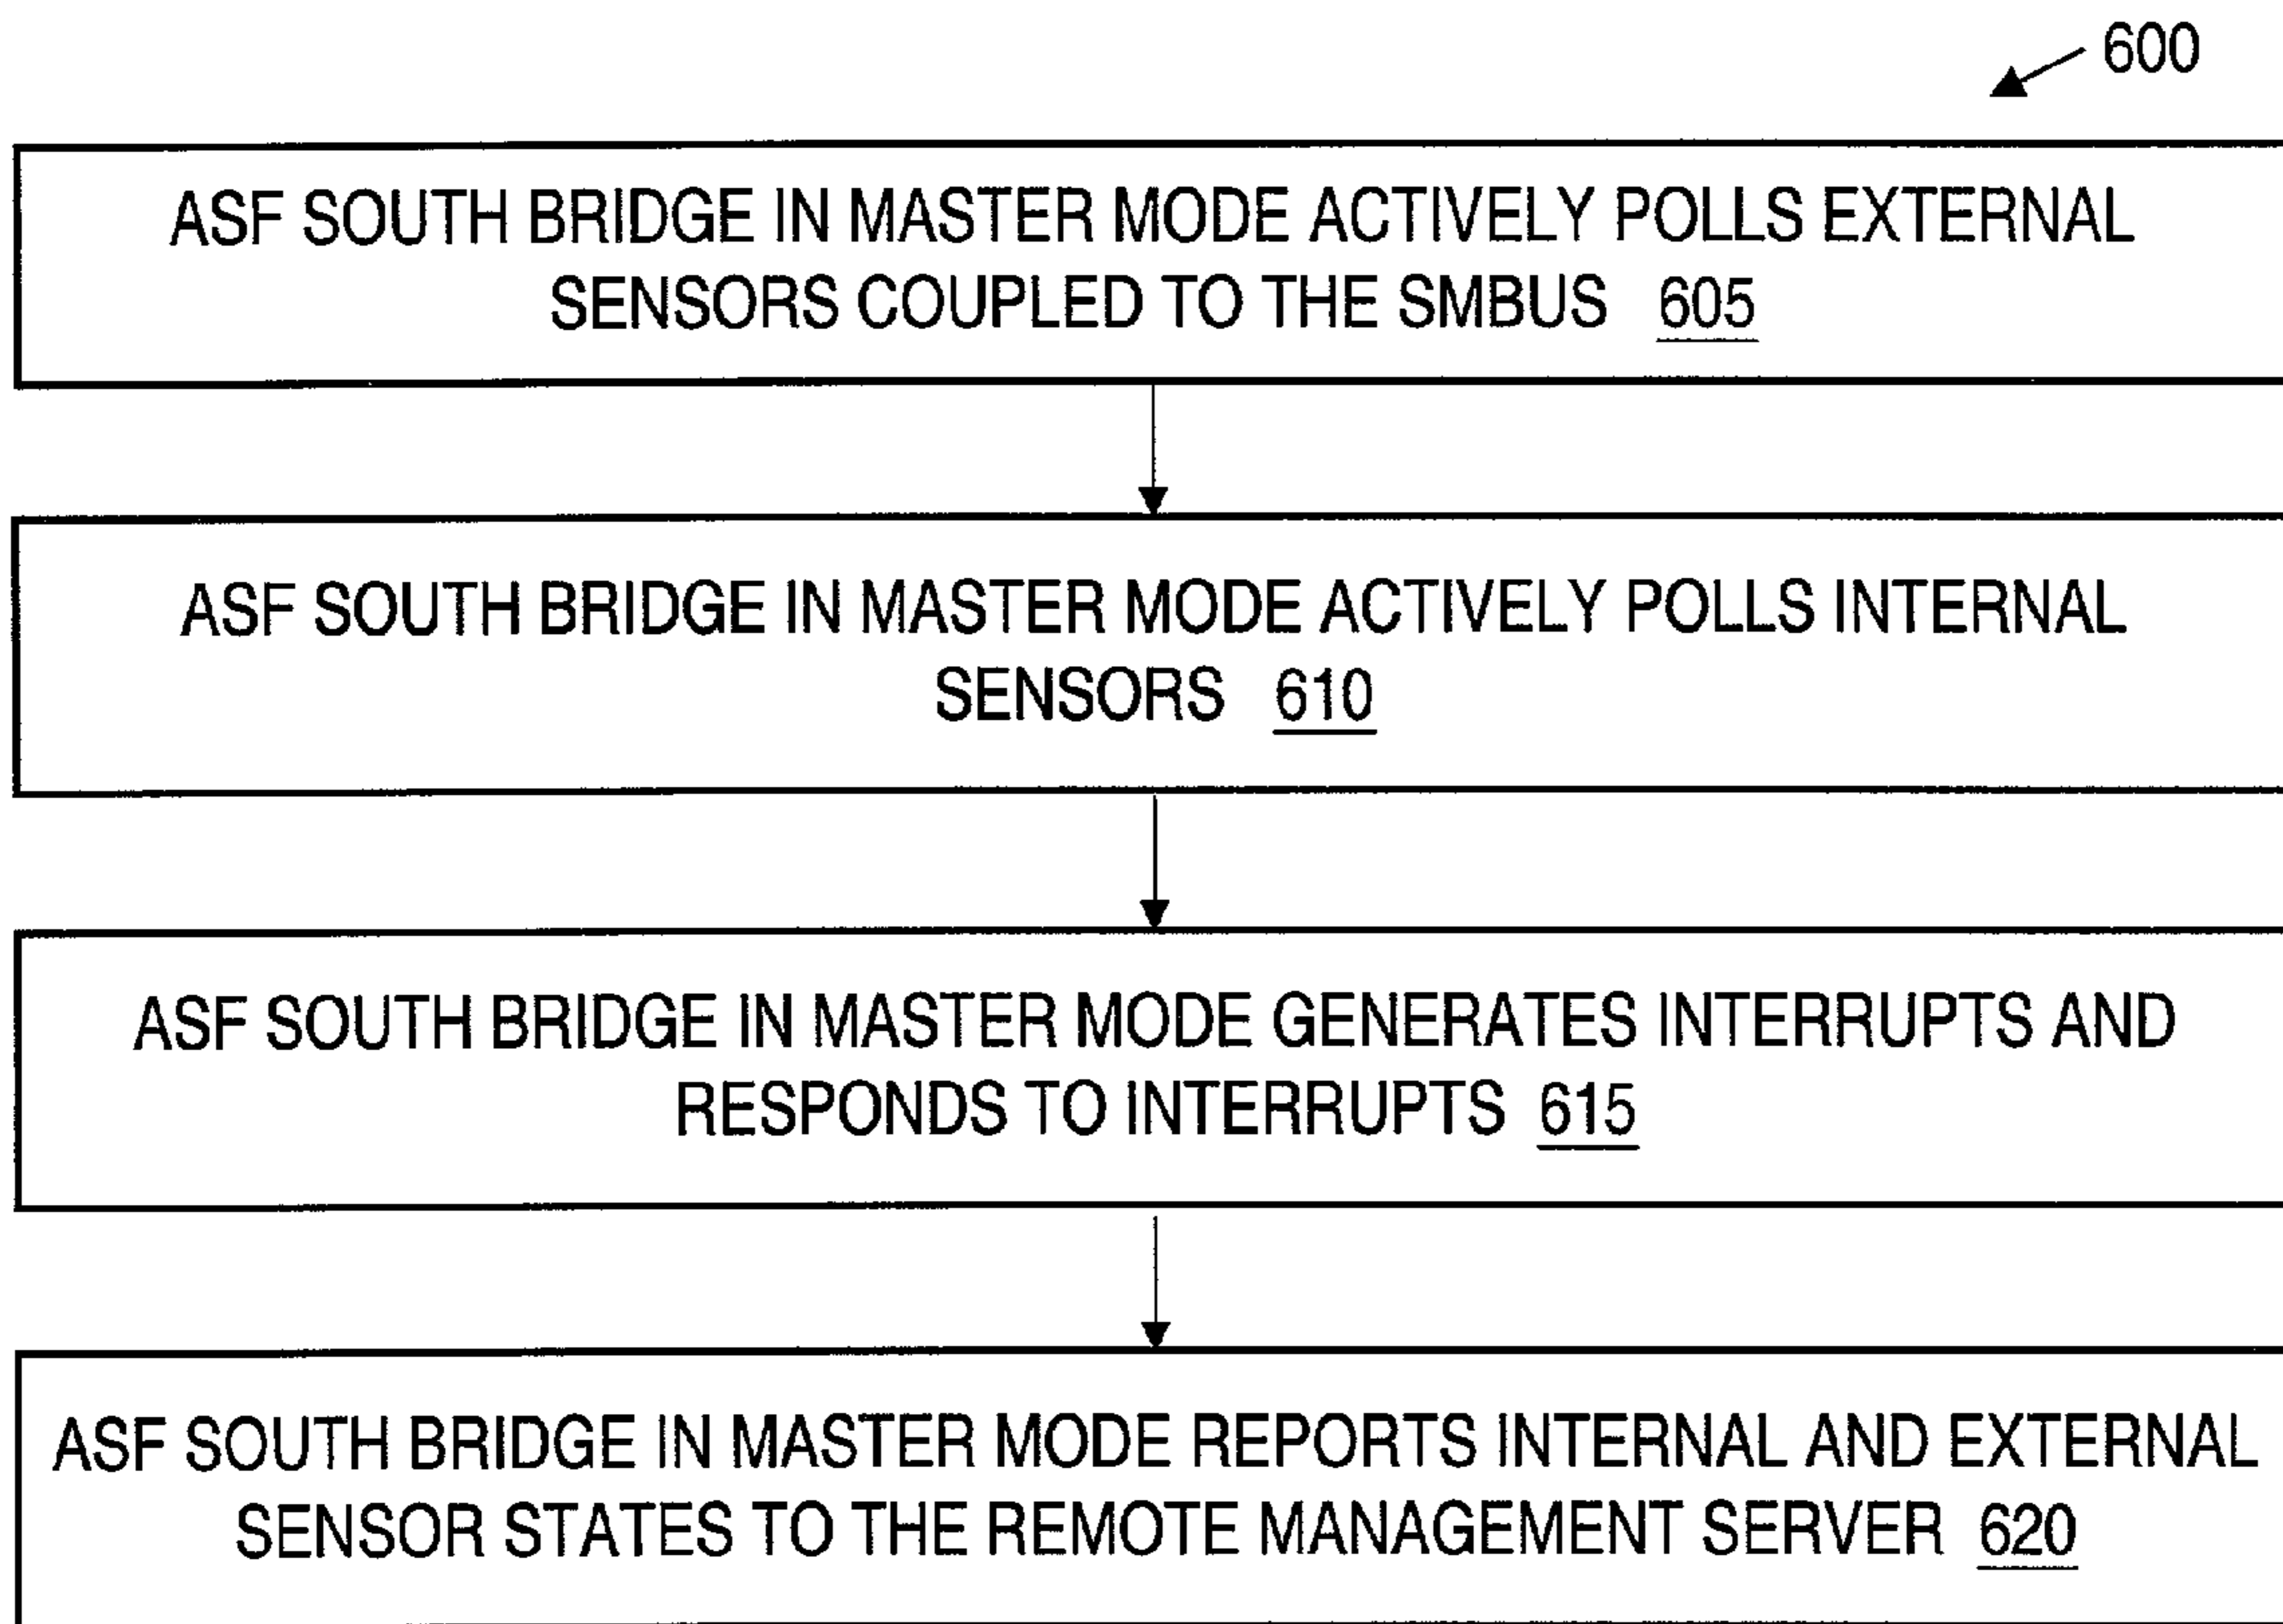 600
ASF SOUTH BRIDGE IN MASTER MODE ACTIVELY POLLS EXTERNAL
SENSORS COUPLED TO THE SMBUS 605
ASF SOUTH BRIDGE IN MASTER MODE ACTIVELY POLLS INTERNAL
SENSORS 610
ASF SOUTH BRIDGE IN MASTER MODE GENERATES INTERRUPTS AND
RESPONDS TO INTERRUPTS 615
ASF SOUTH BRIDGE IN MASTER MODE REPORTS INTERNAL AND EXTERNAL
SENSOR STATES TO THE REMOTE MANAGEMENT SERVER 620